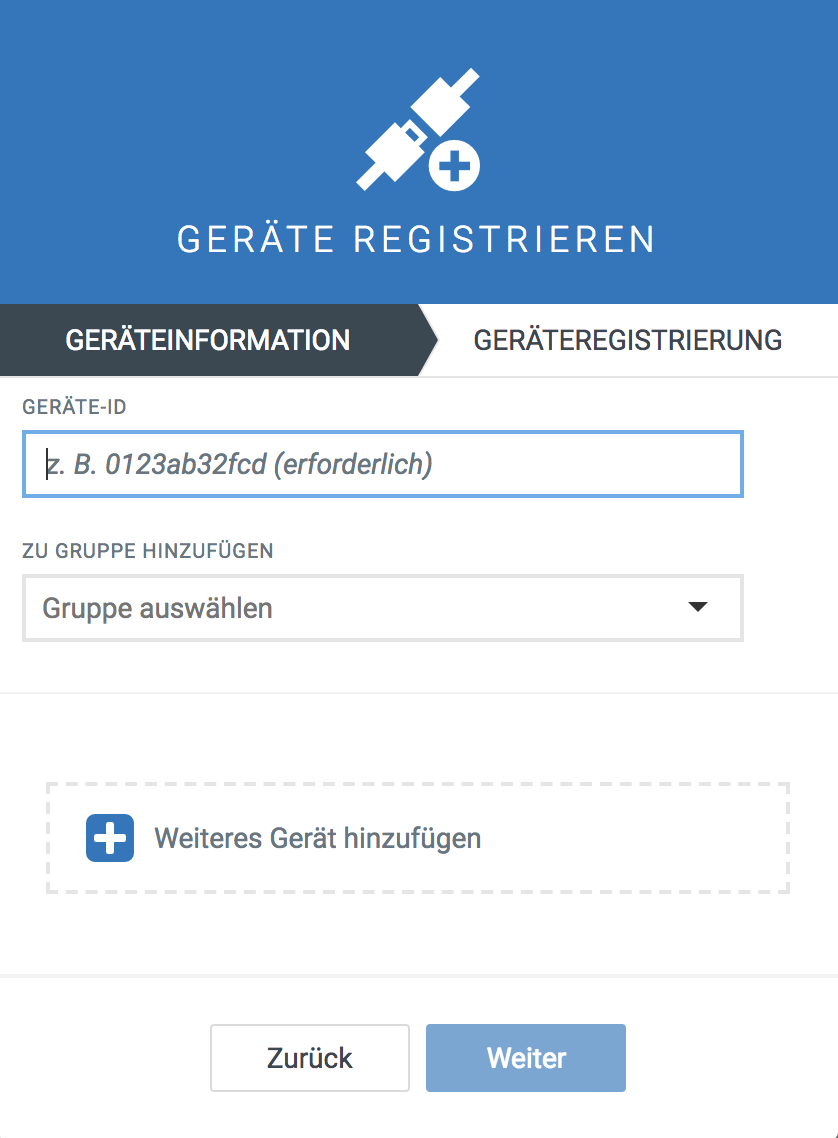 GERÄTE REGISTRIEREN
GERÄTEINFORMATION
GERÄTEREGISTRIERUNG
GERÄTE-ID
z. B. 0123ab32fcd (erforderlich)
ZU GRUPPE HINZUFÜGEN
Gruppe auswählen
Weiteres Gerät hinzufügen
Zurück
Weiter